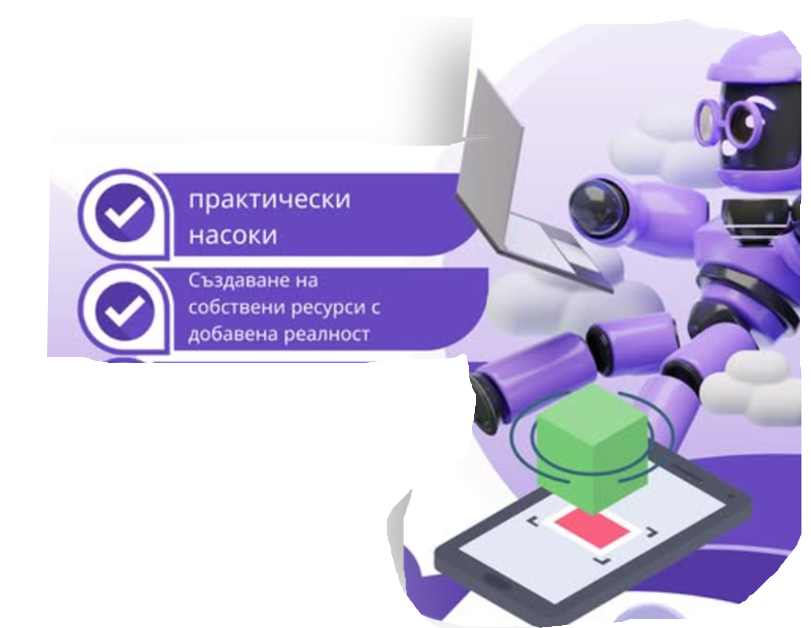 практически
насоки
Създаване на
собствени ресурси с
добавена реалност